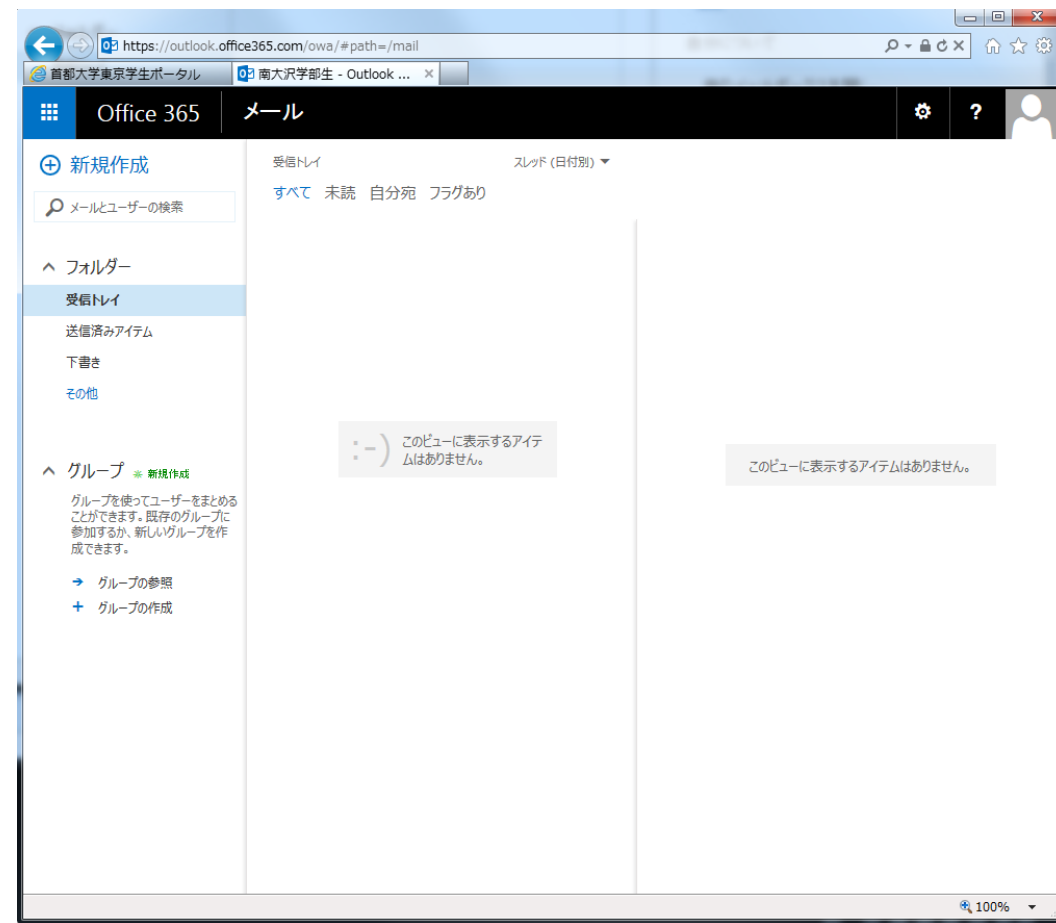 https://outlook.office365.com/owa/#path=/mail
首都大学東京学生ポータル
南大沢学部生 - Outlook ...
Office 365
メール
?
新規作成
メールとユーザーの検索
フォルダー
受信トレイ
送信済みアイテム
下書き
その他
グループ
新規作成
グループを使ってユーザーをまとめる
ことができます。既存のグループに
参加するか、新しいグループを作
成できます。
グループの参照
グループの作成
受信トレイ
スレッド (日付別)
すべて 未読 自分宛 フラグあり
:-)
このビューに表示するアイテ
ムはありません。
このビューに表示するアイテムはありません。
100%